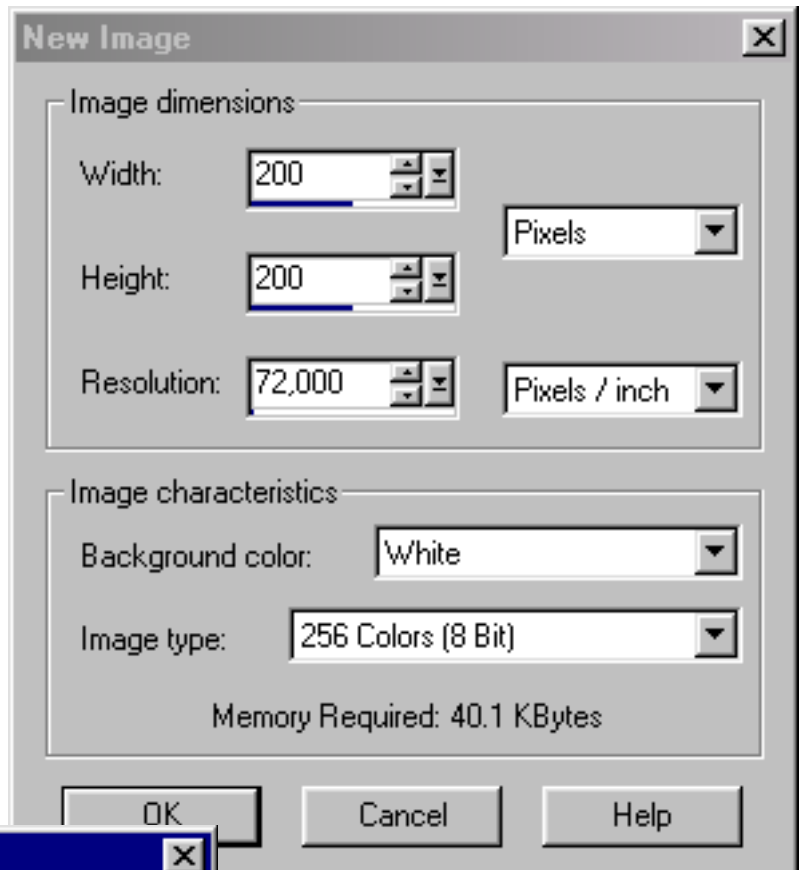 New Image
Image dimensions
Width: 200
Pixels
Height: 200
Resolution: 72,000 Pixels / inch
Image characteristics
Background color: White
Image type: 256 Colors (8 Bit)
Memory Required: 40.1 KBytes
OK Cancel Help